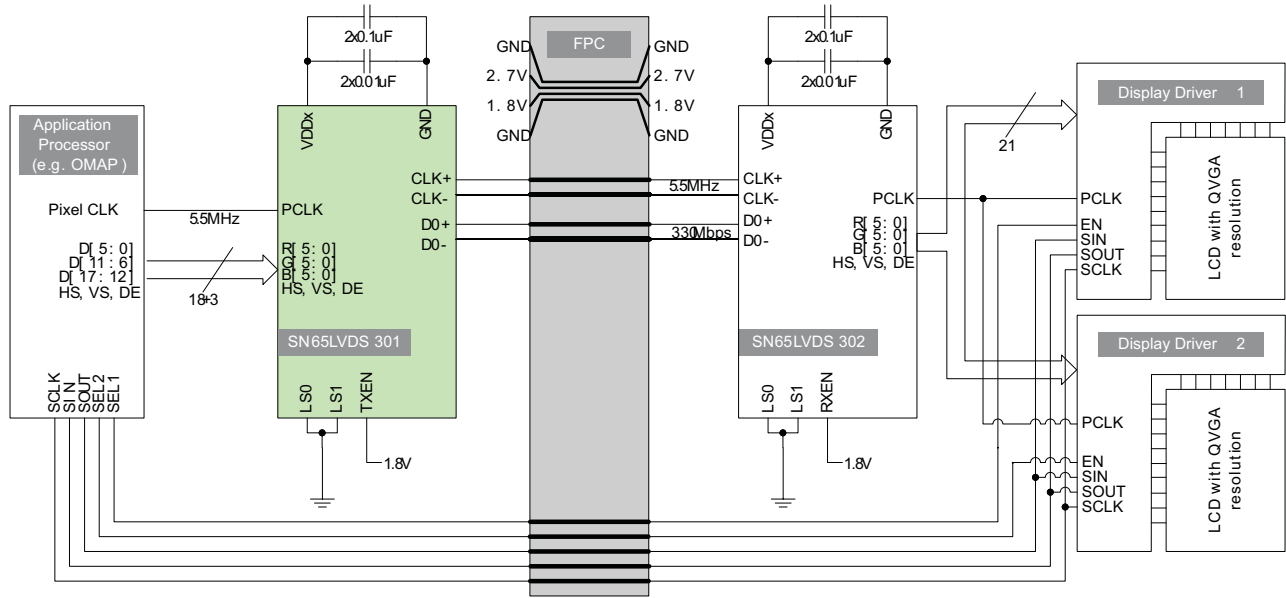 2x0.1uF
2x0.01uF
FPC
GND
2.7V
1.8V
GND
GND
2.7V
1.8V
GND
2x0.1uF
2x0.01uF
Application
Processor
(e.g. OMAP)
Pixel CLK
D[5:0]
D[11:6]
D[17:12]
HS, VS, DE
SCLK
SIN
SOUT
SEL2
SEL1
5.5MHz
18+3
VDDx
GND
CLK+
CLK-
PCLK
D0+
D0-
R[5:0]
G[5:0]
B[5:0]
HS, VS, DE
SN65LVDS 301
LS0
LS1
TXEN
1.8V
5.5MHz
330Mbps
VDDx
GND
CLK+
CLK-
D0+
D0-
PCLK
R[5:0]
G[5:0]
B[5:0]
HS, VS, DE
SN65LVDS 302
LS0
LS1
RXEN
1.8V
21
Display Driver 1
PCLK
EN
SIN
SOUT
SCLK
LCD with QVGA
resolution
Display Driver 2
PCLK
EN
SIN
SOUT
SCLK
LCD with QVGA
resolution